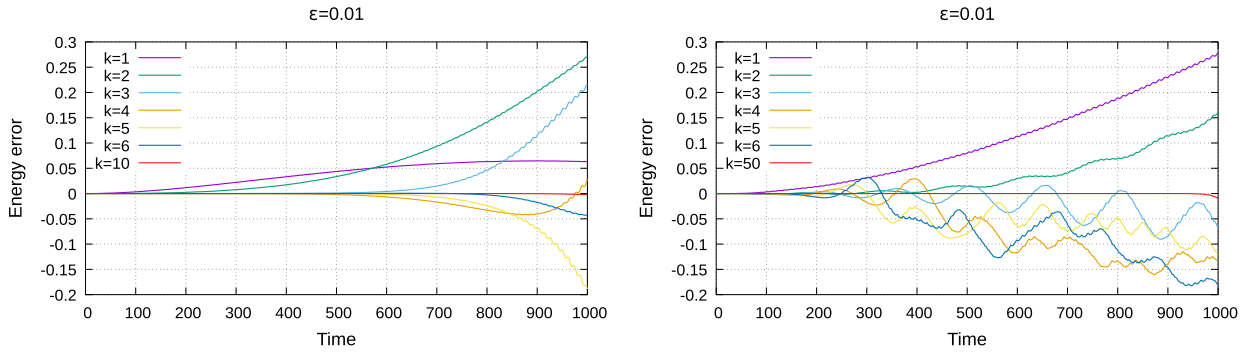 ε=0.01
Energy error
0.3
0.25
0.2
0.15
0.1
0.05
0
-0.05
-0.1
-0.15
-0.2
k=1
k=2
k=3
k=4
k=5
k=6
k=10
0 100 200 300 400 500 600 700 800 900 1000
Time
ε=0.01
Energy error
0.3
0.25
0.2
0.15
0.1
0.05
0
-0.05
-0.1
-0.15
-0.2
k=1
k=2
k=3
k=4
k=5
k=6
k=50
0 100 200 300 400 500 600 700 800 900 1000
Time